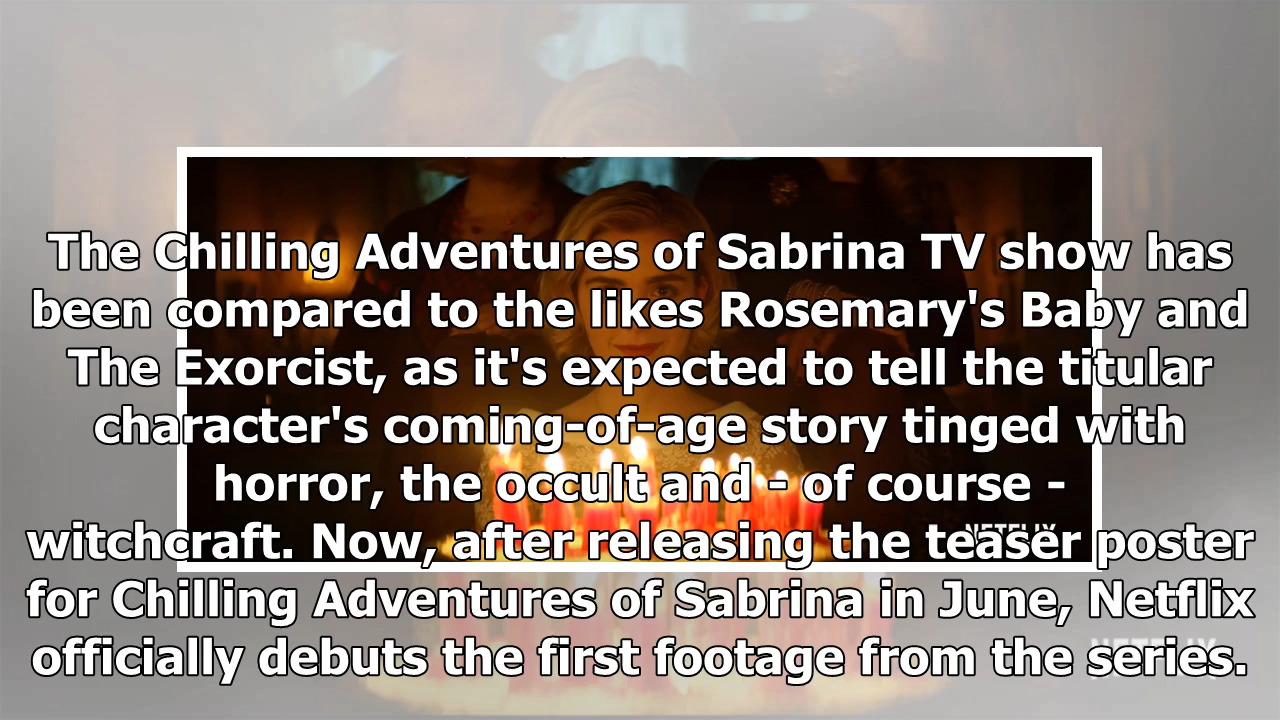 The Chilling Adventures of Sabrina TV show has
been compared to the likes Rosemary's Baby and
The Exorcist, as it's expected to tell the titular
character's coming-of-age story tinged with
horror, the occult and - of course -
witchcraft. Now, after releasing the teaser poster
for Chilling Adventures of Sabrina in June, Netflix
officially debuts the first footage from the series.
NETFLIX
NETFLIX